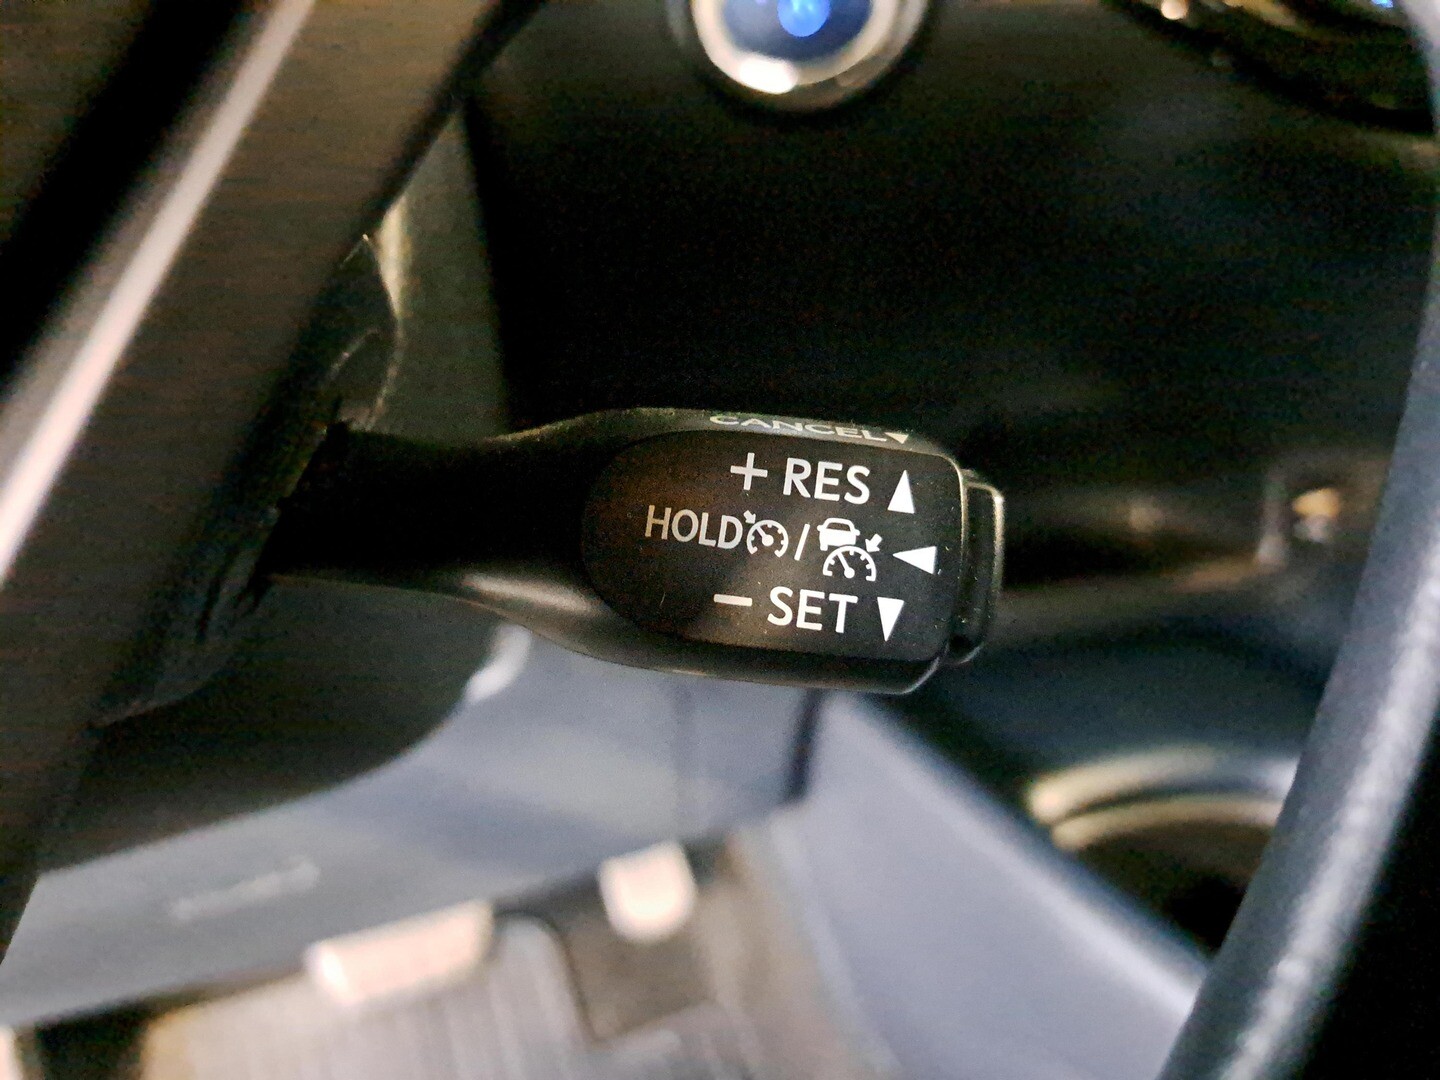 CANCEL▼
+ RES ▲
HOLD / ◀
− SET ▼